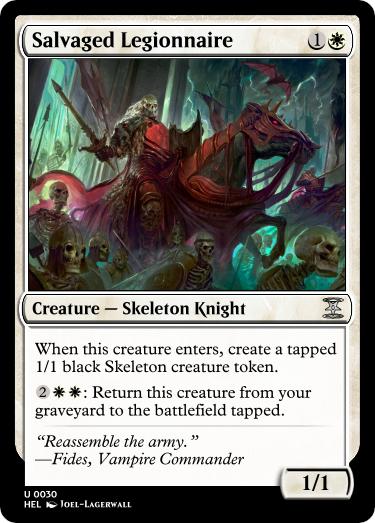 Salvaged Legionnaire 1
Creature — Skeleton Knight
When this creature enters, create a tapped
1/1 black Skeleton creature token.
2: Return this creature from your
graveyard to the battlefield tapped.
“Reassemble the army.”
—Fides, Vampire Commander
1/1
U 0030
HEL Joel-Lagerwall